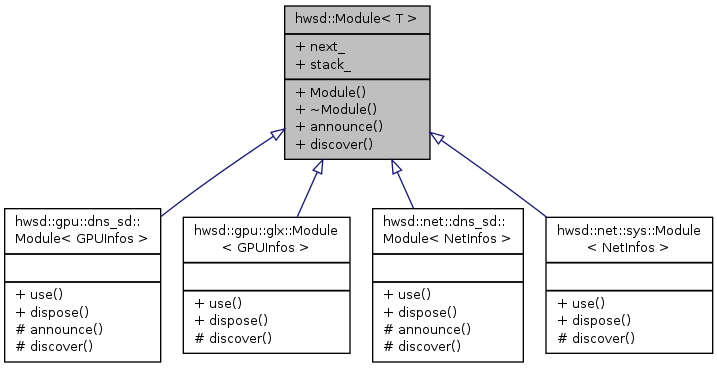 hwsd::Module< T >
+ next_
+ stack_
+ Module()
+ ~Module()
+ announce()
+ discover()
hwsd::gpu::dns_sd::
Module< GPUInfos >
+ use()
+ dispose()
# announce()
# discover()
hwsd::gpu::glx::Module
< GPUInfos >
+ use()
+ dispose()
# discover()
hwsd::net::dns_sd::
Module< NetInfos >
+ use()
+ dispose()
# announce()
# discover()
hwsd::net::sys::Module
< NetInfos >
+ use()
+ dispose()
# discover()